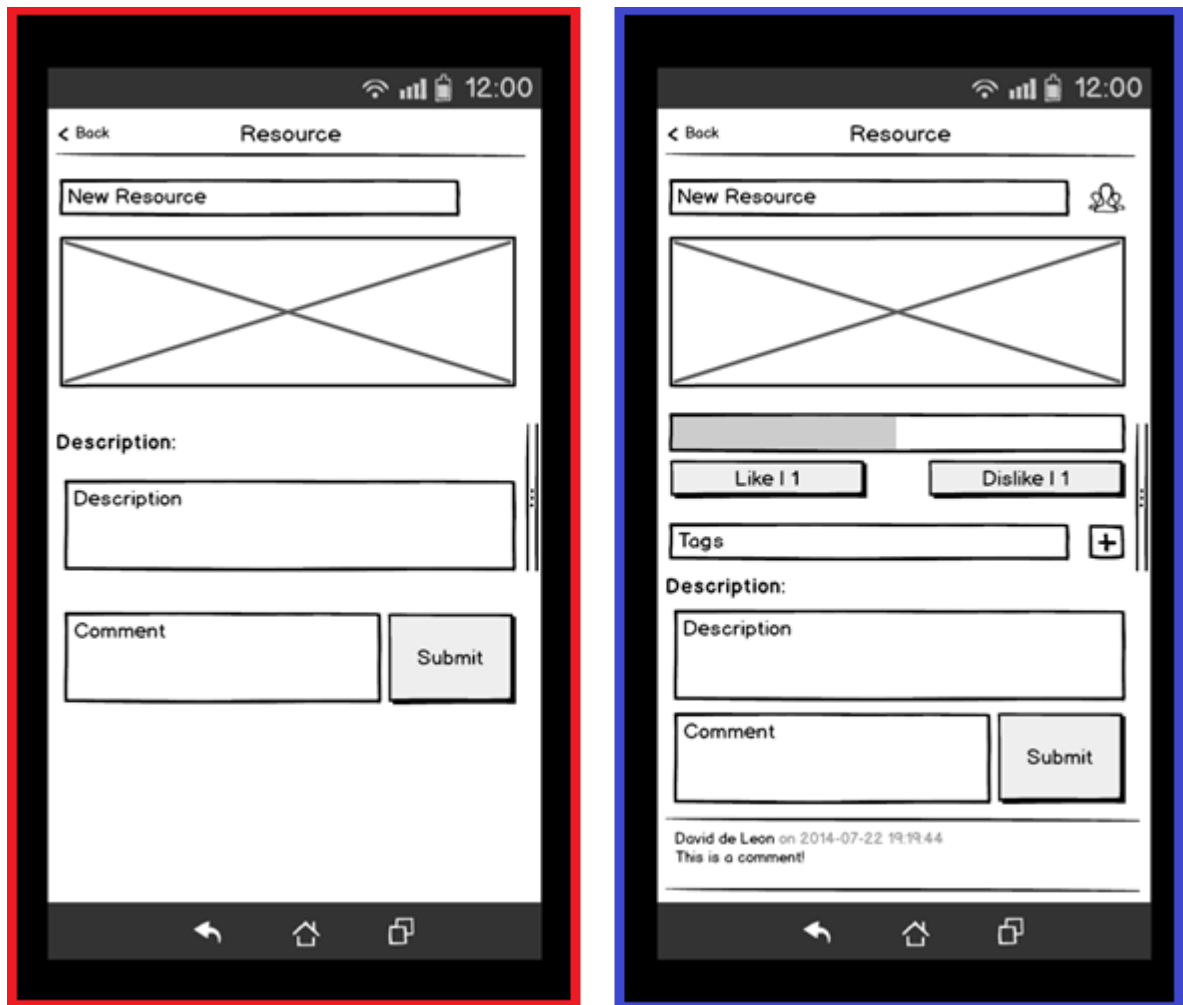 12:00
< Back Resource
New Resource
Description:
Description
Comment
Submit
12:00
< Back Resource
New Resource
Like | 1 Dislike | 1
Tags +
Description:
Description
Comment
Submit
David de Leon on 2014-07-22 19:19:44
This is a comment!